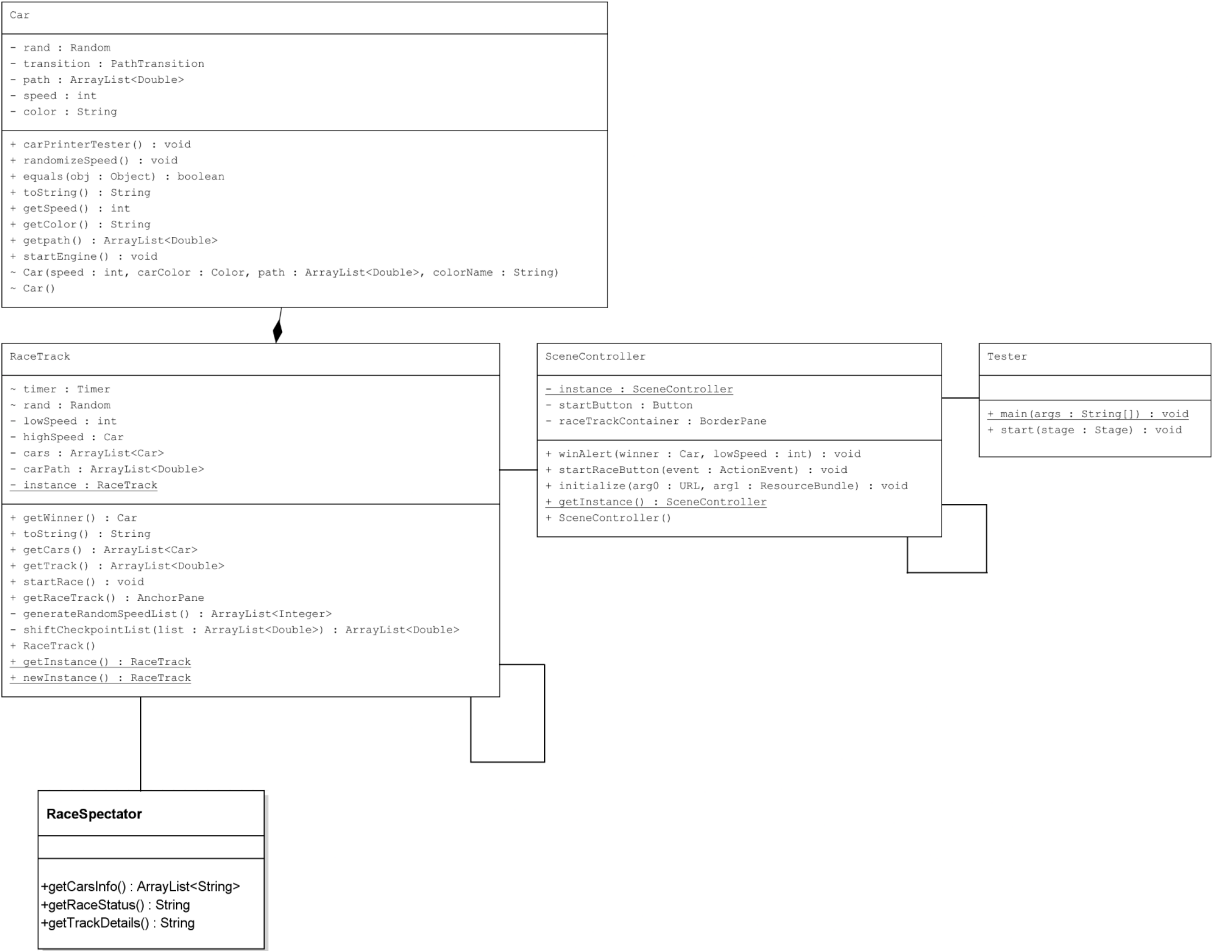 Car
- rand : Random
- transition : PathTransition
- path : ArrayList<Double>
- speed : int
- color : String
+ carPrinterTester() : void
+ randomizeSpeed() : void
+ equals(obj : Object) : boolean
+ toString() : String
+ getSpeed() : int
+ getColor() : String
+ getpath() : ArrayList<Double>
+ startEngine() : void
~ Car(speed : int, carColor : Color, path : ArrayList<Double>, colorName : String)
~ Car()
RaceTrack
~ timer : Timer
~ rand : Random
- lowSpeed : int
- highSpeed : Car
- cars : ArrayList<Car>
- carPath : ArrayList<Double>
- instance : RaceTrack
+ getWinner() : Car
+ toString() : String
+ getCars() : ArrayList<Car>
+ getTrack() : ArrayList<Double>
+ startRace() : void
+ getRaceTrack() : AnchorPane
- generateRandomSpeedList() : ArrayList<Integer>
- shiftCheckpointList(list : ArrayList<Double>) : ArrayList<Double>
+ RaceTrack()
+ getInstance() : RaceTrack
+ newInstance() : RaceTrack
SceneController
- instance : SceneController
- startButton : Button
- raceTrackContainer : BorderPane
+ winAlert(winner : Car, lowSpeed : int) : void
+ startRaceButton(event : ActionEvent) : void
+ initialize(arg0 : URL, arg1 : ResourceBundle) : void
+ getInstance() : SceneController
+ SceneController()
Tester
+ main(args : String[]) : void
+ start(stage : Stage) : void
RaceSpectator
+getCarsInfo() : ArrayList<String>
+getRaceStatus() : String
+getTrackDetails() : String